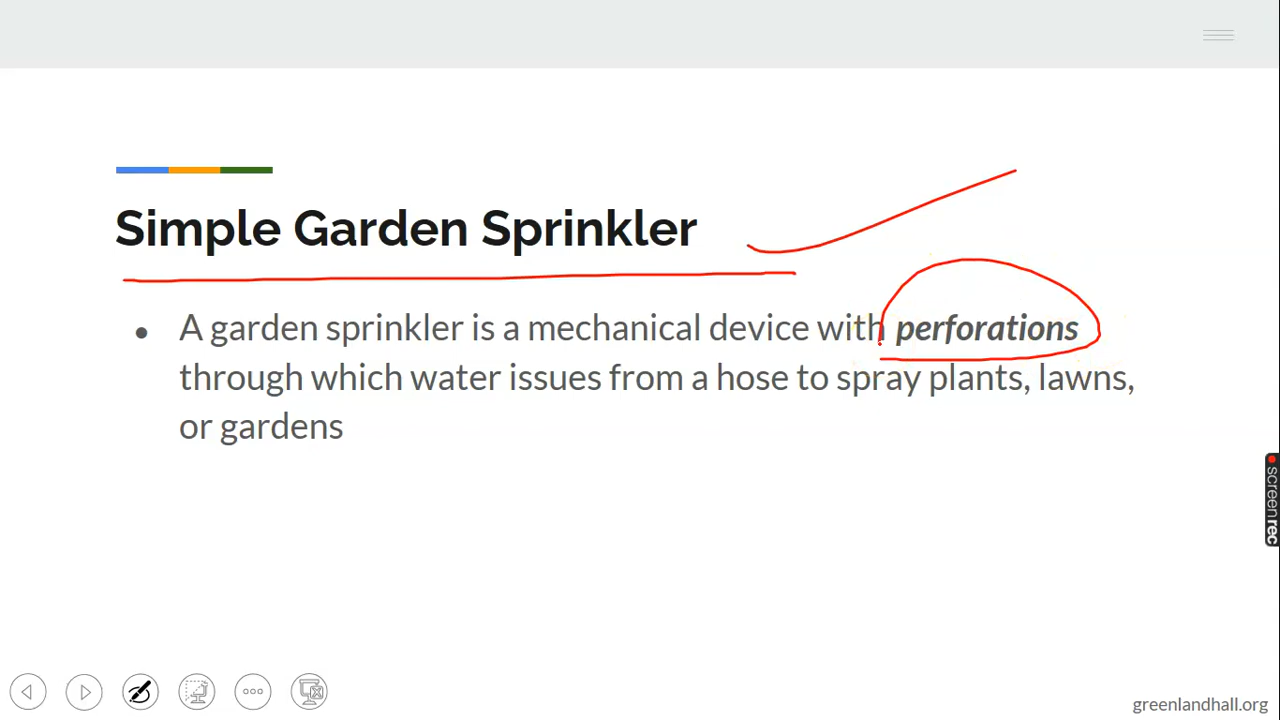 Simple Garden Sprinkler
● A garden sprinkler is a mechanical device with perforations
through which water issues from a hose to spray plants, lawns,
or gardens
screenrec
greenlandhall.org